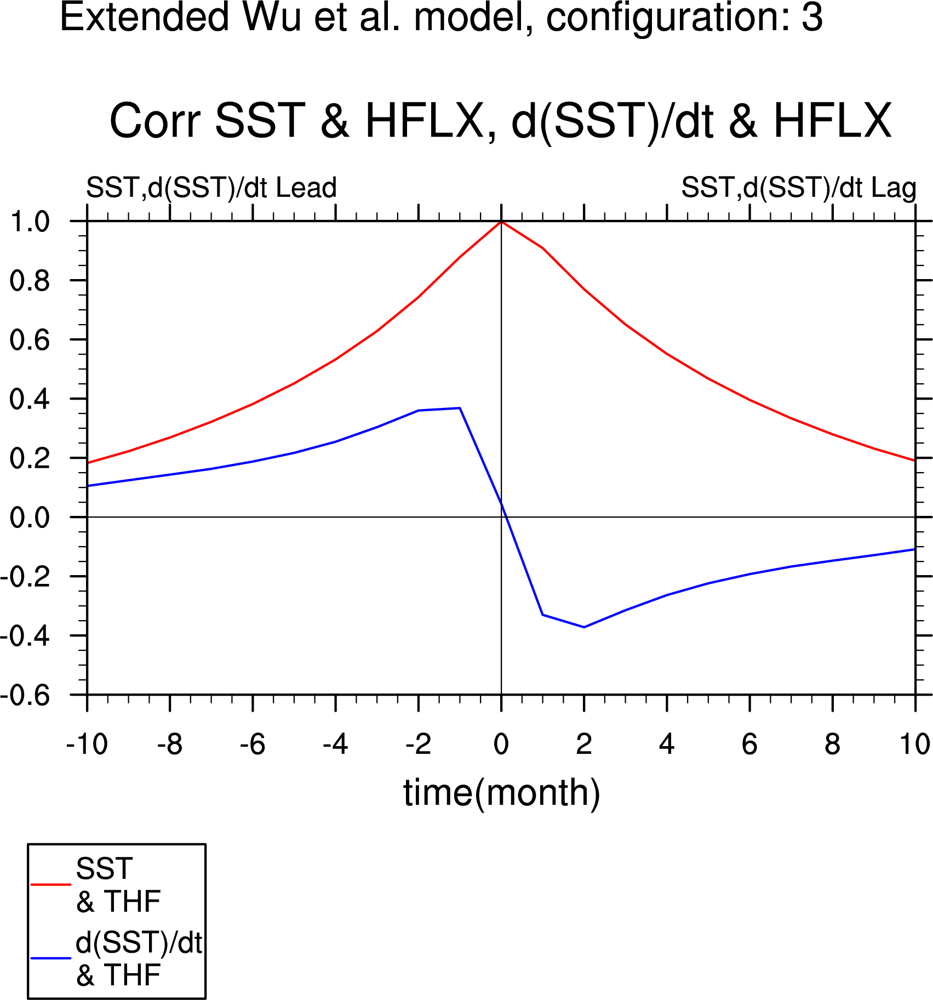 Extended Wu et al. model, configuration: 3
Corr SST & HFLX, d(SST)/dt & HFLX
SST,d(SST)/dt Lead
SST,d(SST)/dt Lag
1.0
0.8
0.6
0.4
0.2
0.0
-0.2
-0.4
-0.6
-10 -8 -6 -4 -2 0 2 4 6 8 10
time(month)
SST
& THF
d(SST)/dt
& THF